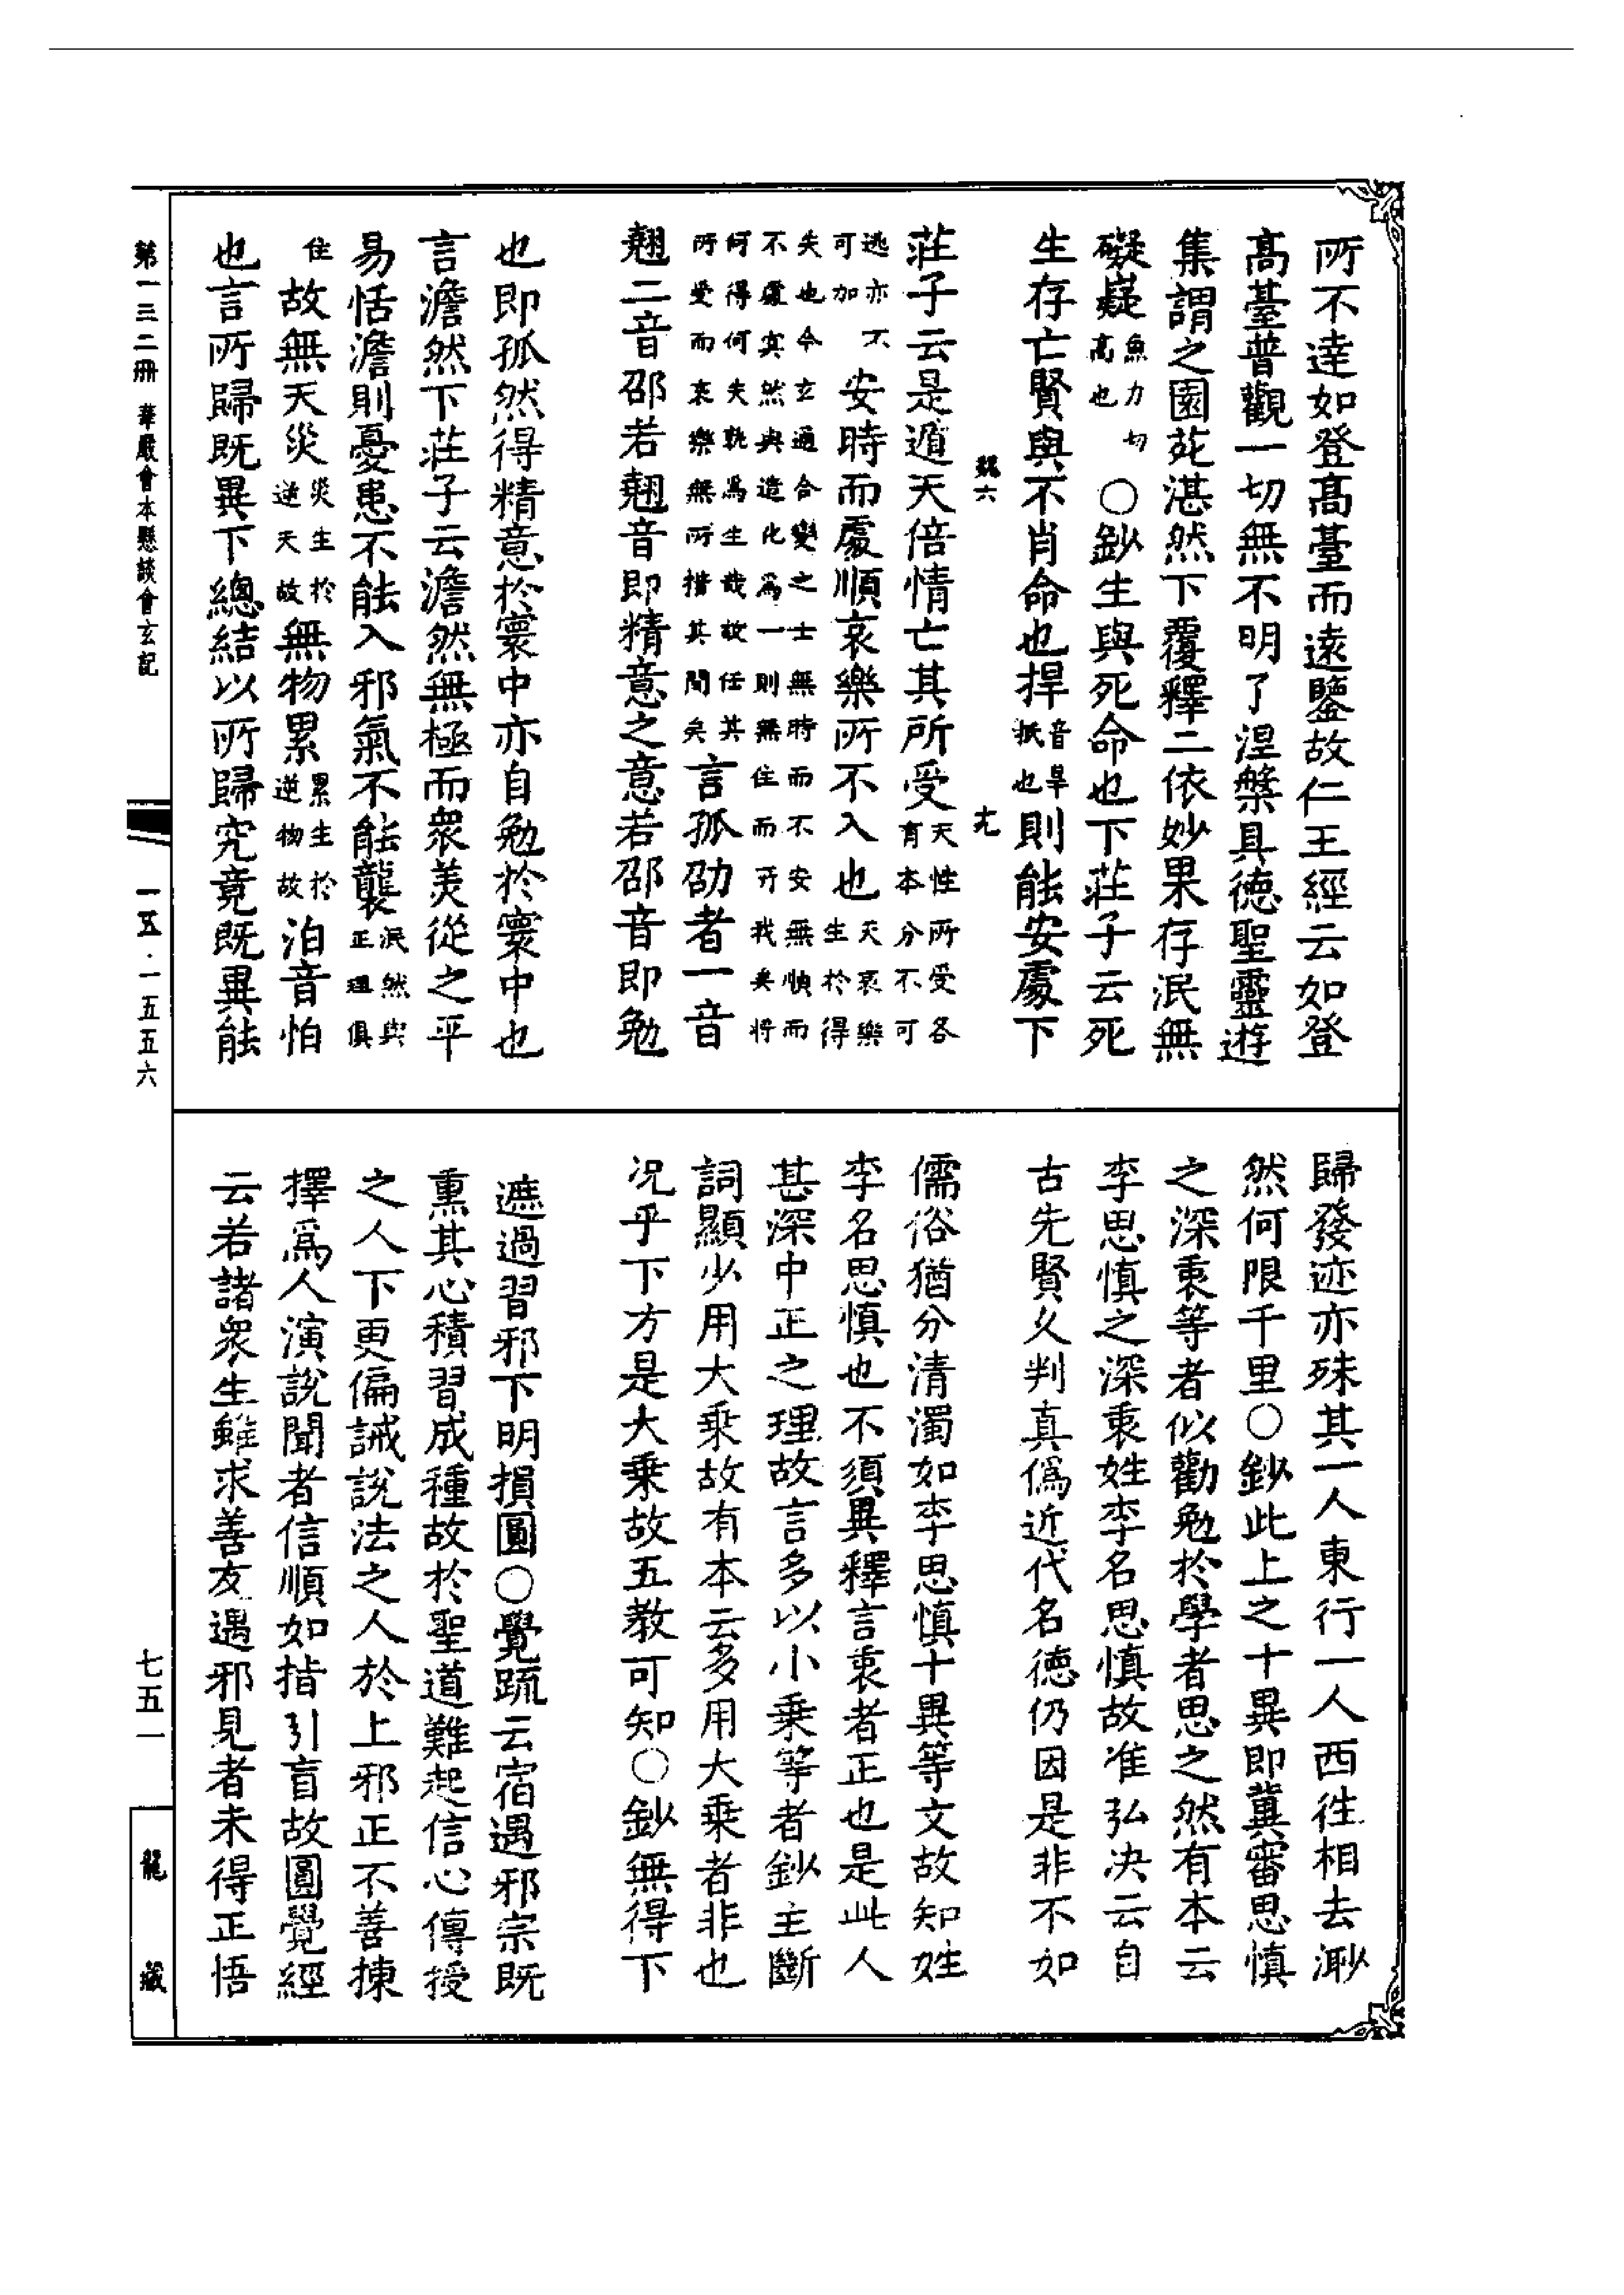 所不達如登髙臺而遠鑒故仁王經云如登
髙臺普觀一切無不明了涅槃具德聖靈遊
集謂之園苑湛然下覆釋二依妙果存泯無
礙嶷魚力切髙也○鈔生與死命也下莊子云死
生存亡賢與不肖命也捍音旱扺也則能安處下
魏六 尢
莊子云是遁天倍情亡其所受天性所受各有本分不可
逃亦不可加安時而處順哀樂所不入也夫哀樂生於得
失也今玄通合變之士無時而不安無順而不處冥然與造化爲一則無住而不我矣將
何得何失孰爲生哉故任其所受而哀樂無所措其間矣言孤劭者一音
翹二音邵若翹音即精意之意若邵音即勉
也即孤然得精意於寰中亦自勉於寰中也
言澹然下莊子云澹然無極而衆美從之平
易恬澹則憂患不能入邪氣不能襲泯然與正理俱
住故無天災災生於逆天故無物累累生於逆物故泊音怕
也言所歸既異下總結以所歸究竟既異能
歸發迹亦殊其一人東行一人西徃相去渺
然何限千里○鈔此上之十異即冀審思慎
之深衷等者似勸勉於學者思之然有本云
李思慎之深衷姓李名思慎故准弘决云自
古先賢久判真僞近代名德仍因是非不如
儒俗猶分清濁如李思慎十異等文故知姓
李名思慎也不須異釋言衷者正也是此人
甚深中正之理故言多以小乗等者鈔主斷
詞顯少用大乗故有本云多用大乗者非也
况乎下方是大乗故五教可知○鈔無得下
遮過習邪下明損圓○覺䟽云宿遇邪宗既
熏其心積習成種故於聖道難起信心傳授
之人下更偏誡說法之人於上邪正不善揀
擇爲人演說聞者信順如指引盲故圓覺經
云若諸衆生雖求善友遇邪見者未得正悟
第一三二冊 華嚴會本懸談會玄記
一五·一五五六
七五一
龍藏